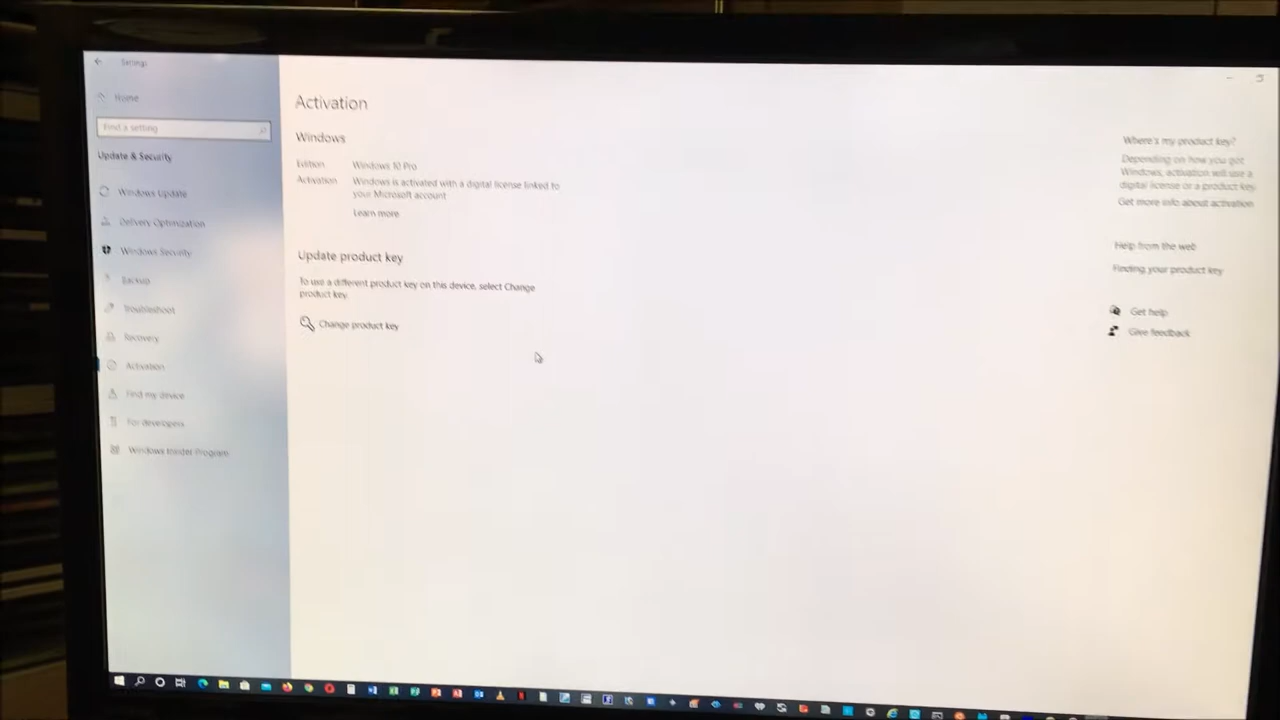 Settings
Home
Find a setting
Update & Security
Windows Update
Delivery Optimization
Windows Security
Backup
Troubleshoot
Recovery
Activation
Find my device
For developers
Windows Insider Program
Activation
Windows
Edition Windows 10 Pro
Activation Windows is activated with a digital license linked to
your Microsoft account
Learn more
Update product key
To use a different product key on this device, select Change
product key.
Change product key
Where's my product key?
Depending on how you got
Windows, activation will use a
digital license or a product key.
Get more info about activation
Help from the web
Finding your product key
Get help
Give feedback